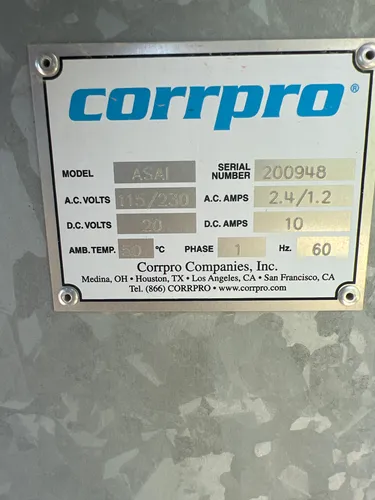 corrpro®
MODEL ASAI SERIAL NUMBER 200948
A.C. VOLTS 115/230 A.C. AMPS 2.4/1.2
D.C. VOLTS 20 D.C. AMPS 10
AMB. TEMP. 50 °C PHASE 1 Hz. 60
Corrpro Companies, Inc.
Medina, OH • Houston, TX • Los Angeles, CA • San Francisco, CA
Tel. (866) CORRPRO • www.corrpro.com